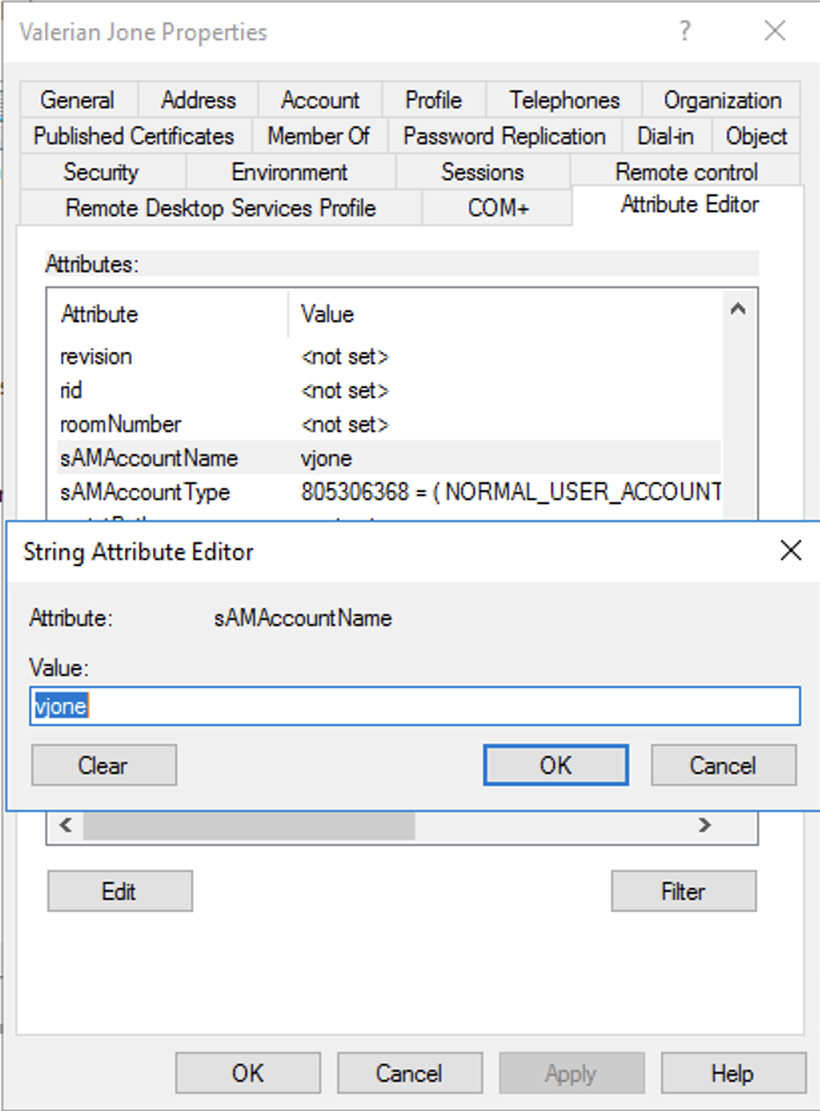 Valerian Jone Properties ?
General Address Account Profile Telephones Organization
Published Certificates Member Of Password Replication Dial-in Object
Security Environment Sessions Remote control
Remote Desktop Services Profile COM+ Attribute Editor
Attributes:
Attribute Value
revision <not set>
rid <not set>
roomNumber <not set>
sAMAccountName vjone
sAMAccountType 805306368 = ( NORMAL_USER_ACCOUNT
String Attribute Editor
Attribute: sAMAccountName
Value:
vjone
Clear OK Cancel
Edit Filter
OK Cancel Apply Help